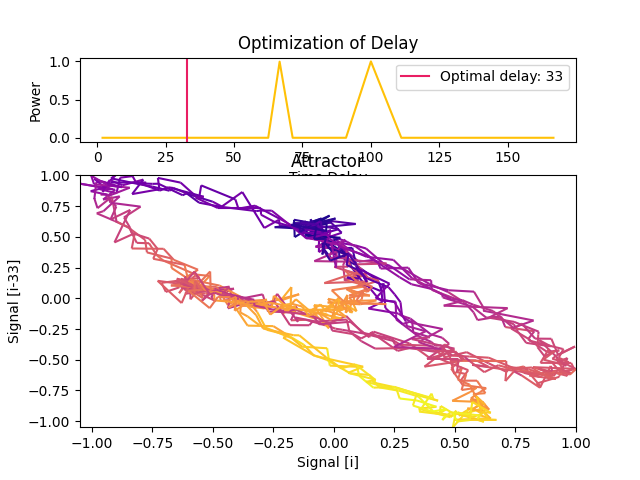 Optimization of Delay
1.0
0.5
0.0
Power
Optimal delay: 33
0 25 50 75 100 125 150
Time Delay
Attractor
1.00
0.75
0.50
0.25
0.00
−0.25
−0.50
−0.75
−1.00
Signal [i-33]
−1.00 −0.75 −0.50 −0.25 0.00 0.25 0.50 0.75 1.00
Signal [i]